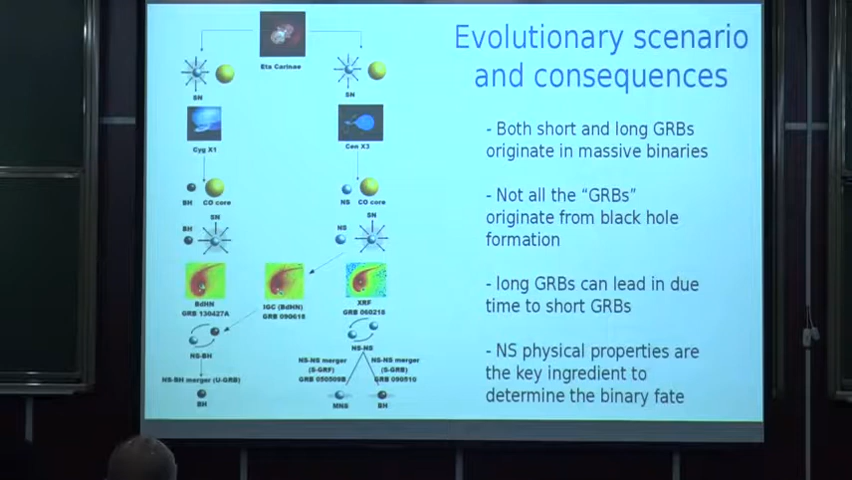 Evolutionary scenario
and consequences
- Both short and long GRBs
originate in massive binaries
- Not all the “GRBs”
originate from black hole
formation
- long GRBs can lead in due
time to short GRBs
- NS physical properties are
the key ingredient to
determine the binary fate
Eta Carinae
SN
SN
Cyg X1
Cen X3
BH CO core
NS CO core
SN
SN
BH
NS
BdHN
GRB 130427A
IGC (BdHN)
GRB 090618
XRF
GRB 060218
NS-BH
NS-NS
NS-NS merger
(S-GRF)
GRB 050509B
NS-NS merger
(S-GRB)
GRB 090510
NS-BH merger (U-GRB)
BH
MNS
BH